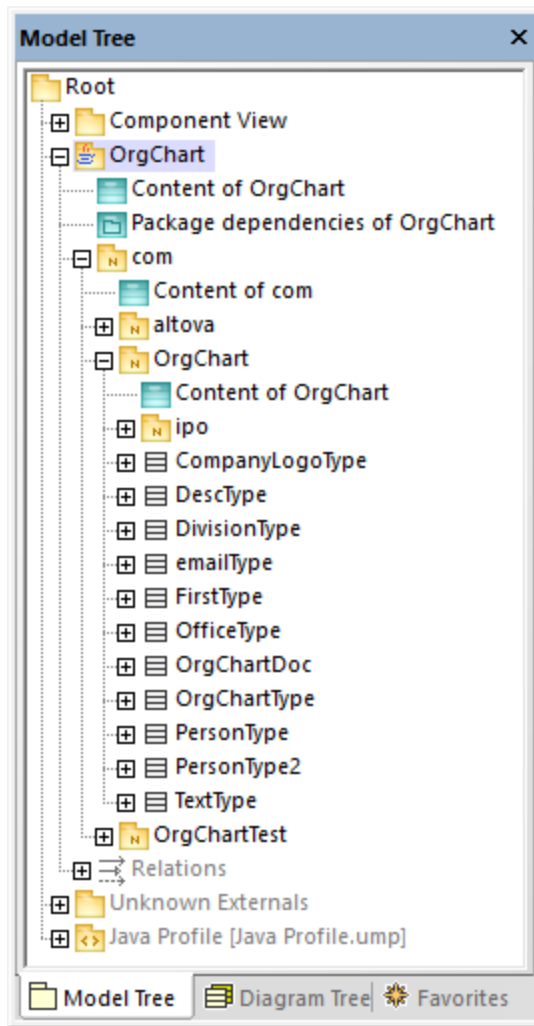 Model Tree
Root
Component View
OrgChart
Content of OrgChart
Package dependencies of OrgChart
com
Content of com
altova
OrgChart
Content of OrgChart
ipo
CompanyLogoType
DescType
DivisionType
emailType
FirstType
OfficeType
OrgChartDoc
OrgChartType
PersonType
PersonType2
TextType
OrgChartTest
Relations
Unknown Externals
Java Profile [Java Profile.ump]
Model Tree Diagram Tree Favorites